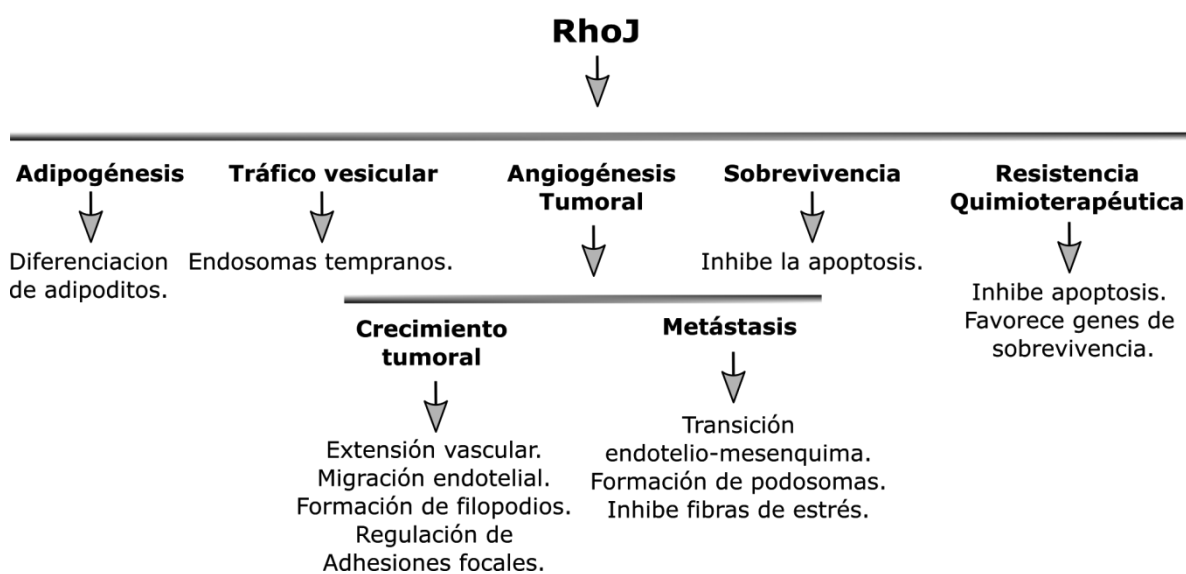 RhoJ
Adipogénesis
Diferenciacion
de adipoditos.
Tráfico vesicular
Endosomas tempranos.
Angiogénesis
Tumoral
Crecimiento
tumoral
Extensión vascular.
Migración endotelial.
Formación de filopodios.
Regulación de
Adhesiones focales.
Metástasis
Transición
endotelio-mesenquima.
Formación de podosomas.
Inhibe fibras de estrés.
Sobrevivencia
Inhibe la apoptosis.
Resistencia
Quimioterapéutica
Inhibe apoptosis.
Favorece genes de
sobrevivencia.